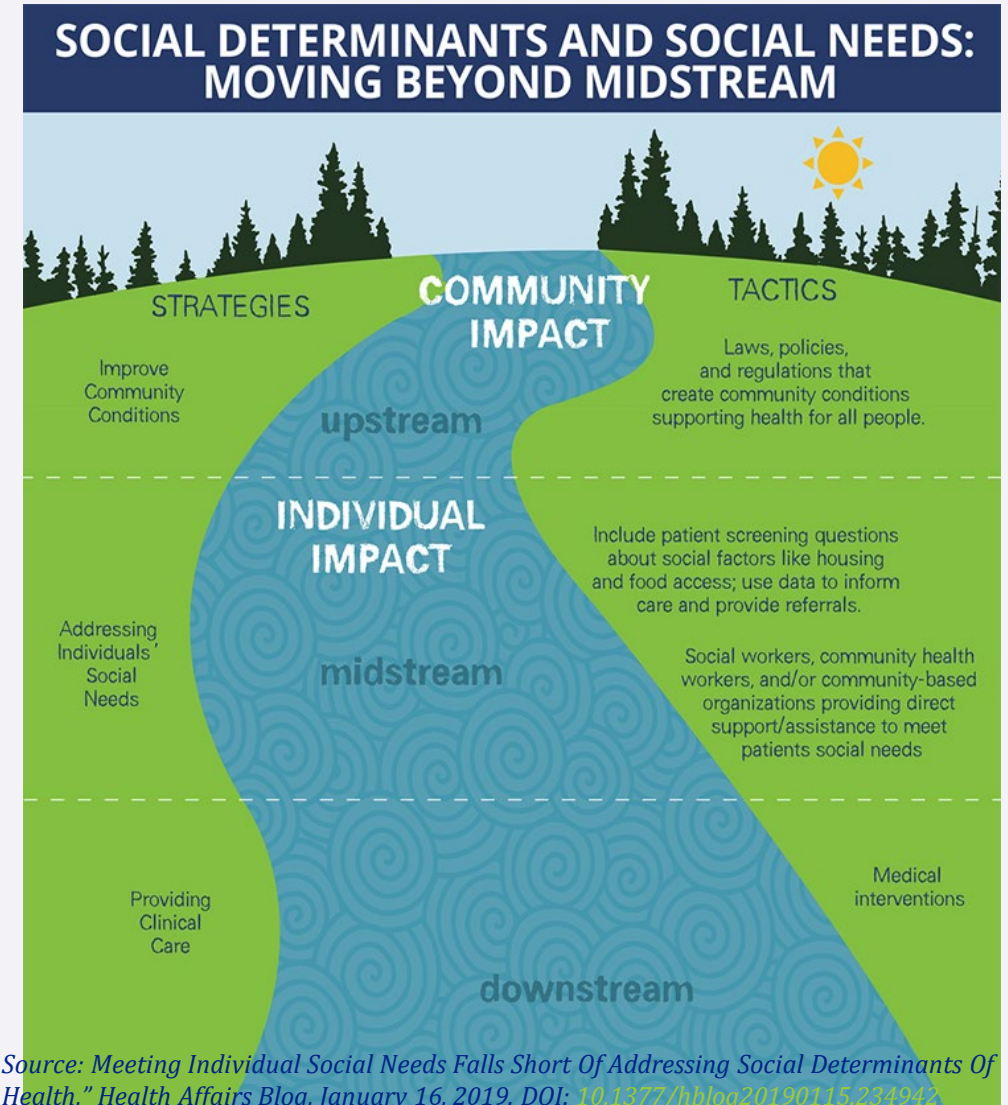 SOCIAL DETERMINANTS AND SOCIAL NEEDS:
MOVING BEYOND MIDSTREAM
STRATEGIES
COMMUNITY
IMPACT
TACTICS
Improve
Community
Conditions
upstream
Laws, policies,
and regulations that
create community conditions
supporting health for all people.
INDIVIDUAL
IMPACT
Addressing
Individuals'
Social
Needs
midstream
Include patient screening questions
about social factors like housing
and food access; use data to inform
care and provide referrals.
Social workers, community health
workers, and/or community-based
organizations providing direct
support/assistance to meet
patients social needs
Providing
Clinical
Care
downstream
Medical
interventions
Source: Meeting Individual Social Needs Falls Short Of Addressing Social Determinants Of
Health,” Health Affairs Blog, January 16, 2019. DOI: 10.1377/hblog20190115.234942